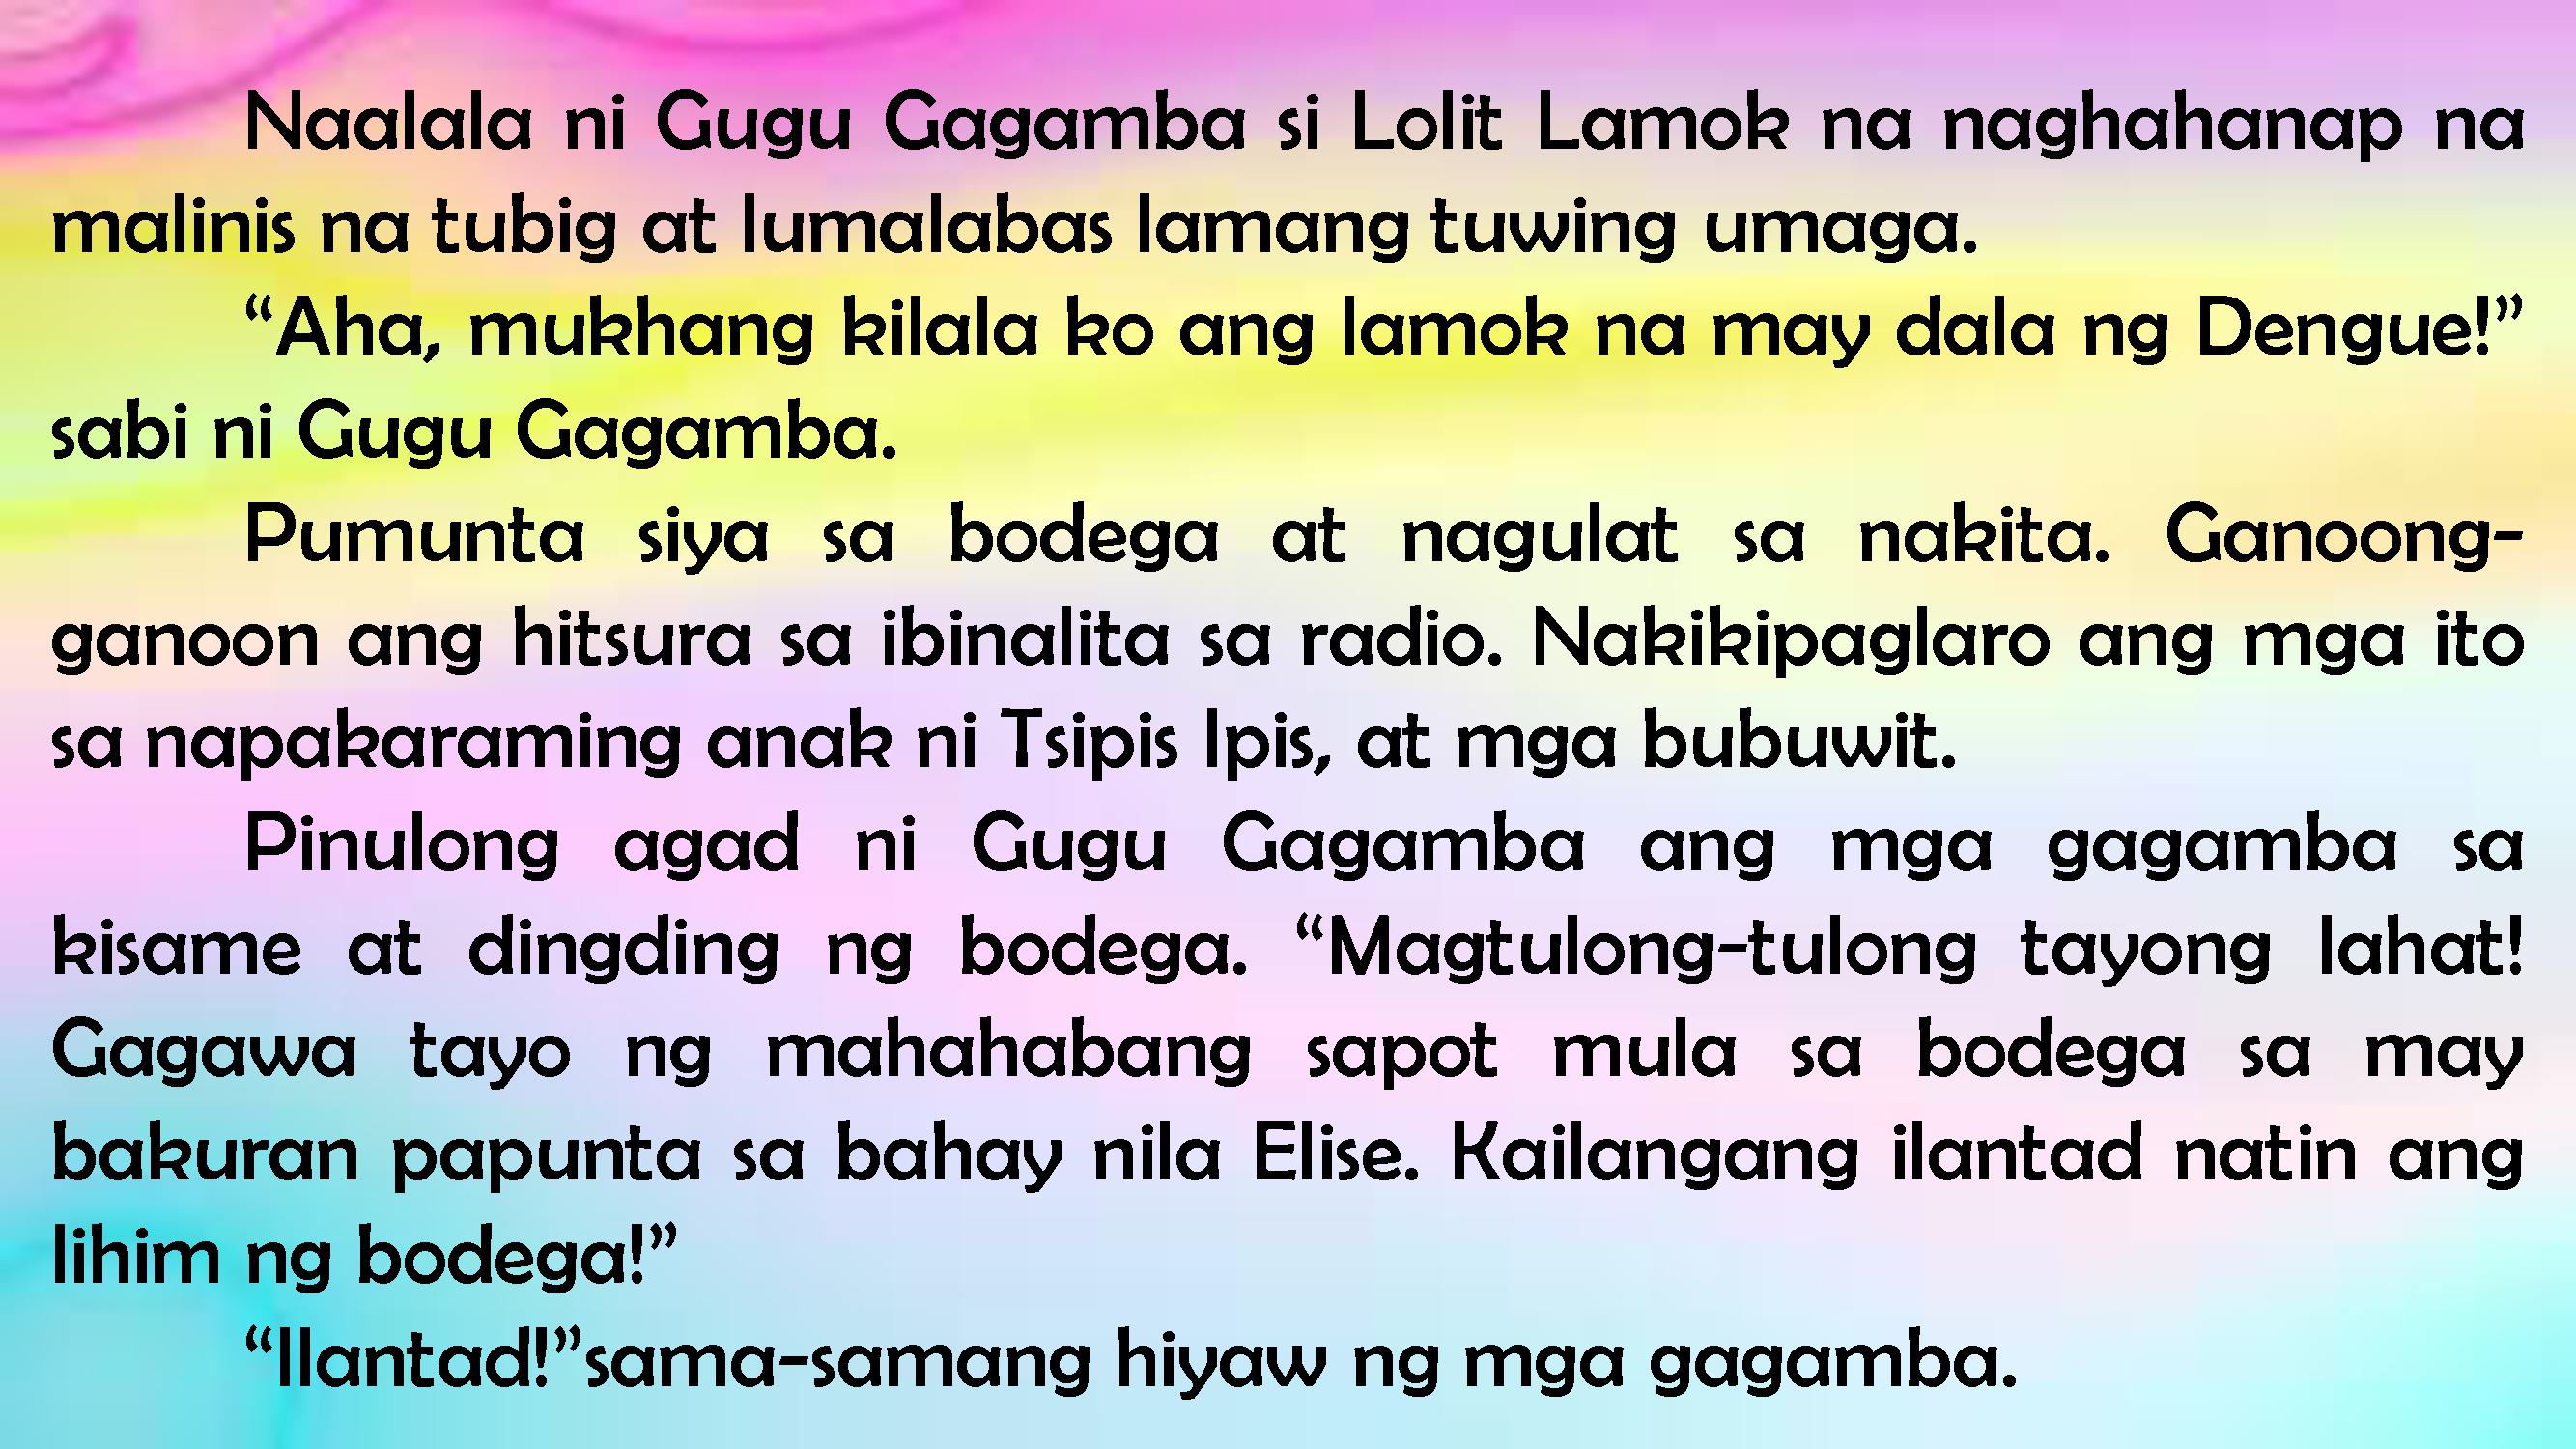 Naalala ni Gugu Gagamba si Lolit Lamok na naghahanap na
malinis na tubig at lumalabas lamang tuwing umaga.
“Aha, mukhang kilala ko ang lamok na may dala ng Dengue!”
sabi ni Gugu Gagamba.
Pumunta siya sa bodega at nagulat sa nakita. Ganoong-
ganoon ang hitsura sa ibinalita sa radio. Nakikipaglaro ang mga ito
sa napakaraming anak ni Tsipis Ipis, at mga bubuwit.
Pinulong agad ni Gugu Gagamba ang mga gagamba sa
kisame at dingding ng bodega. “Magtulong-tulong tayong lahat!
Gagawa tayo ng mahahabang sapot mula sa bodega sa may
bakuran papunta sa bahay nila Elise. Kailangang ilantad natin ang
lihim ng bodega!”
“Ilantad!”sama-samang hiyaw ng mga gagamba.